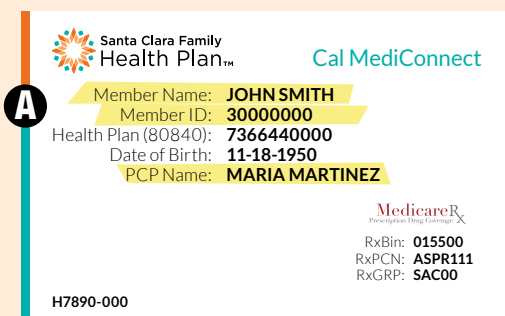 Santa Clara Family
Health Plan™
Cal MediConnect
A
Member Name: JOHN SMITH
Member ID: 30000000
Health Plan (80840): 7366440000
Date of Birth: 11-18-1950
PCP Name: MARIA MARTINEZ
MedicareRx
Prescription Drug Coverage
RxBin: 015500
RxPCN: ASPR111
RxGRP: SAC00
H7890-000